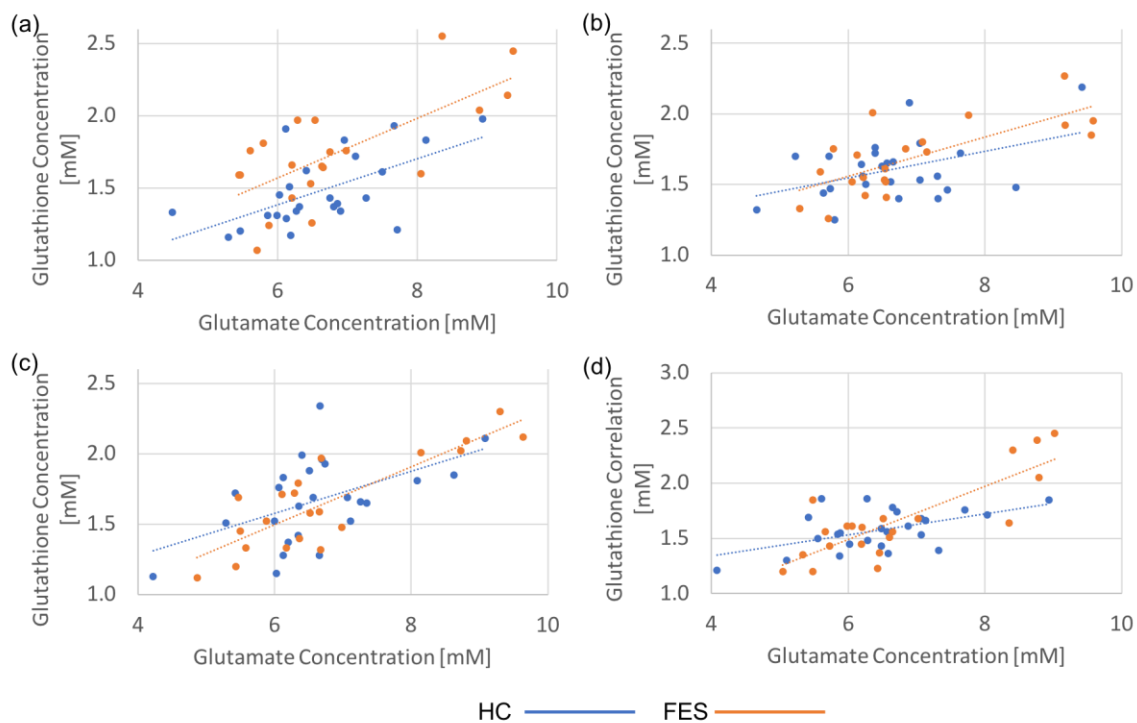 (a)
2.5
2.0
1.5
1.0
Glutathione Concentration
[mM]
4 6 8 10
Glutamate Concentration [mM]
(b)
2.5
2.0
1.5
1.0
Glutathione Concentration
[mM]
4 6 8 10
Glutamate Concentration [mM]
(c)
2.5
2.0
1.5
1.0
Glutathione Concentration
[mM]
4 6 8 10
Glutamate Concentration [mM]
(d)
3.0
2.5
2.0
1.5
1.0
Glutathione Correlation
[mM]
4 6 8 10
Glutamate Concentration [mM]
HC FES